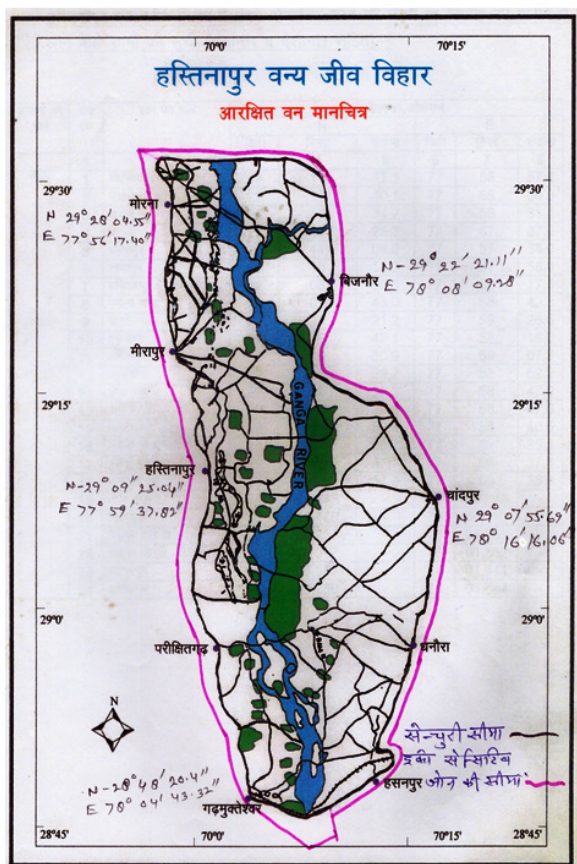 70°0' 70°15'
हस्तिनापुर वन्य जीव विहार
आरक्षित वन मानचित्र
29°30' 29°30'
मोरना
N 29° 28' 04.55"
E 77° 56' 17.40"
N-29° 22' 21.11"
बिजनौर
E 78° 08' 09.28"
मीरापुर
29°15' 29°15'
GANGA RIVER
हस्तिनापुर
N-29° 09" 25.04"
E 77° 59' 37.82"
चांदपुर
N 29° 07' 55.69"
E 78° 16' 16.06"
29°0' 29°0'
परीक्षितगढ़
धनौरा
N
सेन्चुरी सीमा
इको सेंसिटिव
हसनपुर जोन की सीमा
N-28° 48' 20.4"
E 78° 04' 43.32"
गढ़मुक्तेश्वर
28°45' 70°0' 70°15' 28°45'